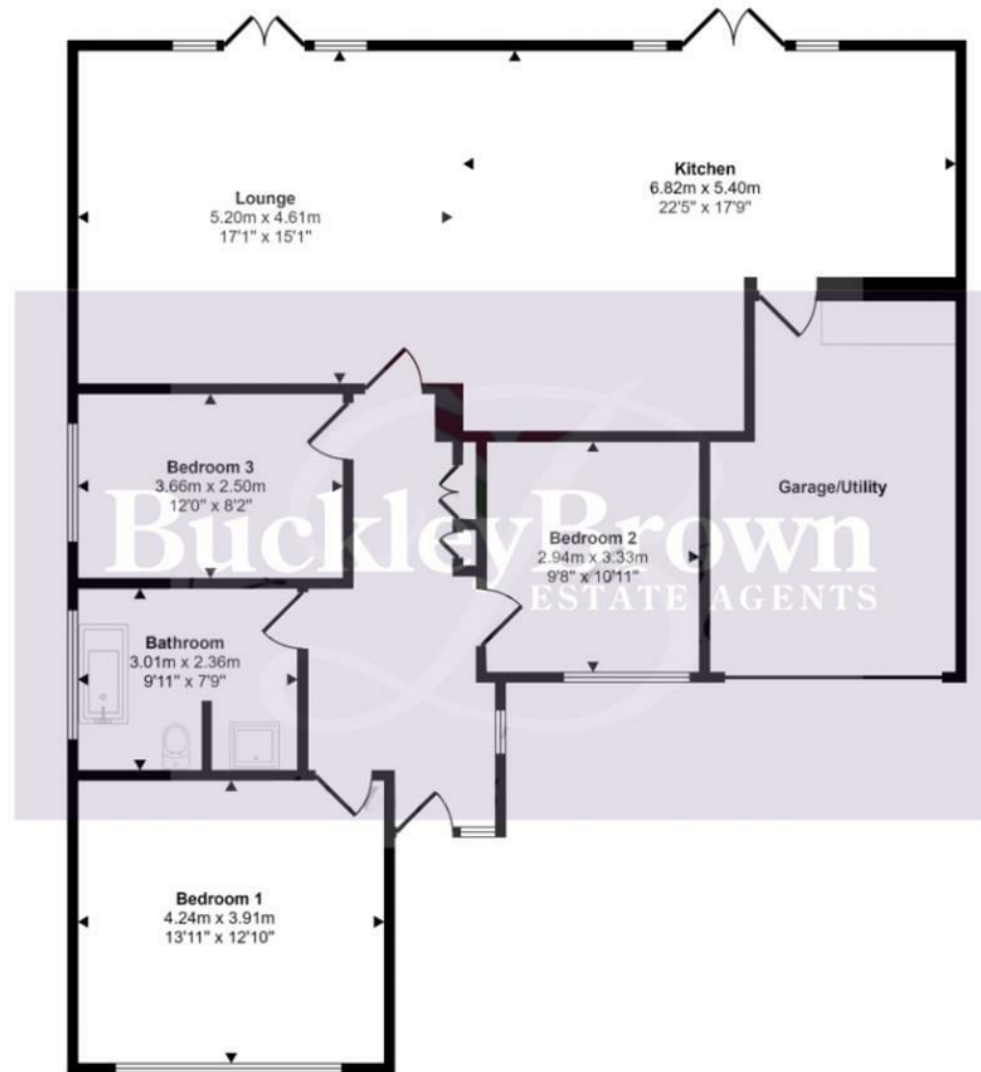 Lounge
5.20m x 4.61m
17'1" x 15'1"
Kitchen
6.82m x 5.40m
22'5" x 17'9"
Bedroom 3
3.66m x 2.50m
12'0" x 8'2"
Garage/Utility
BuckleyBrown
ESTATE AGENTS
Bedroom 2
2.94m x 3.33m
9'8" x 10'11"
Bathroom
3.01m x 2.36m
9'11" x 7'9"
Bedroom 1
4.24m x 3.91m
13'11" x 12'10"